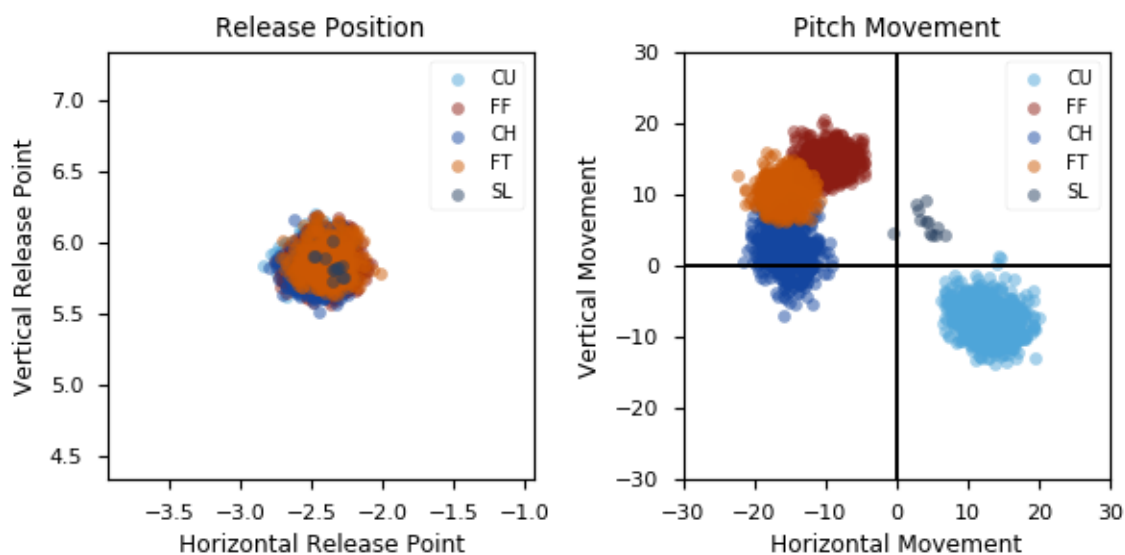 Release Position
Vertical Release Point
7.0
6.5
6.0
5.5
5.0
4.5
−3.5 −3.0 −2.5 −2.0 −1.5 −1.0
Horizontal Release Point
CU
FF
CH
FT
SL
Pitch Movement
Vertical Movement
30
20
10
0
−10
−20
−30
−30 −20 −10 0 10 20 30
Horizontal Movement
CU
FF
CH
FT
SL